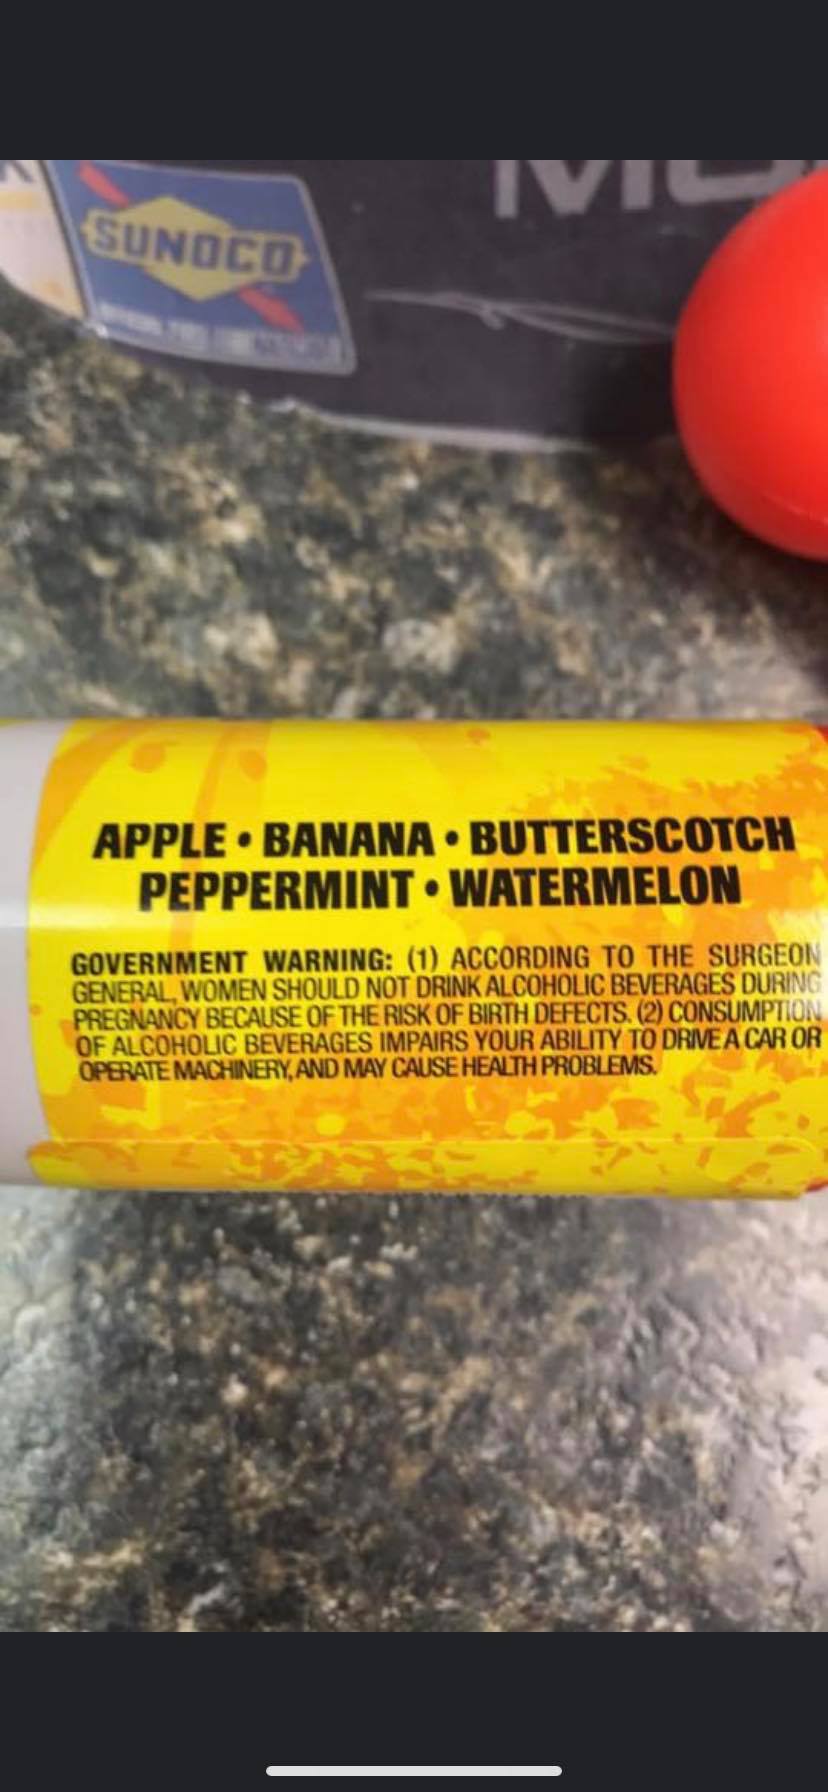 SUNOCO
APPLE • BANANA • BUTTERSCOTCH
PEPPERMINT • WATERMELON
GOVERNMENT WARNING: (1) ACCORDING TO THE SURGEON
GENERAL, WOMEN SHOULD NOT DRINK ALCOHOLIC BEVERAGES DURING
PREGNANCY BECAUSE OF THE RISK OF BIRTH DEFECTS. (2) CONSUMPTION
OF ALCOHOLIC BEVERAGES IMPAIRS YOUR ABILITY TO DRIVE A CAR OR
OPERATE MACHINERY, AND MAY CAUSE HEALTH PROBLEMS.